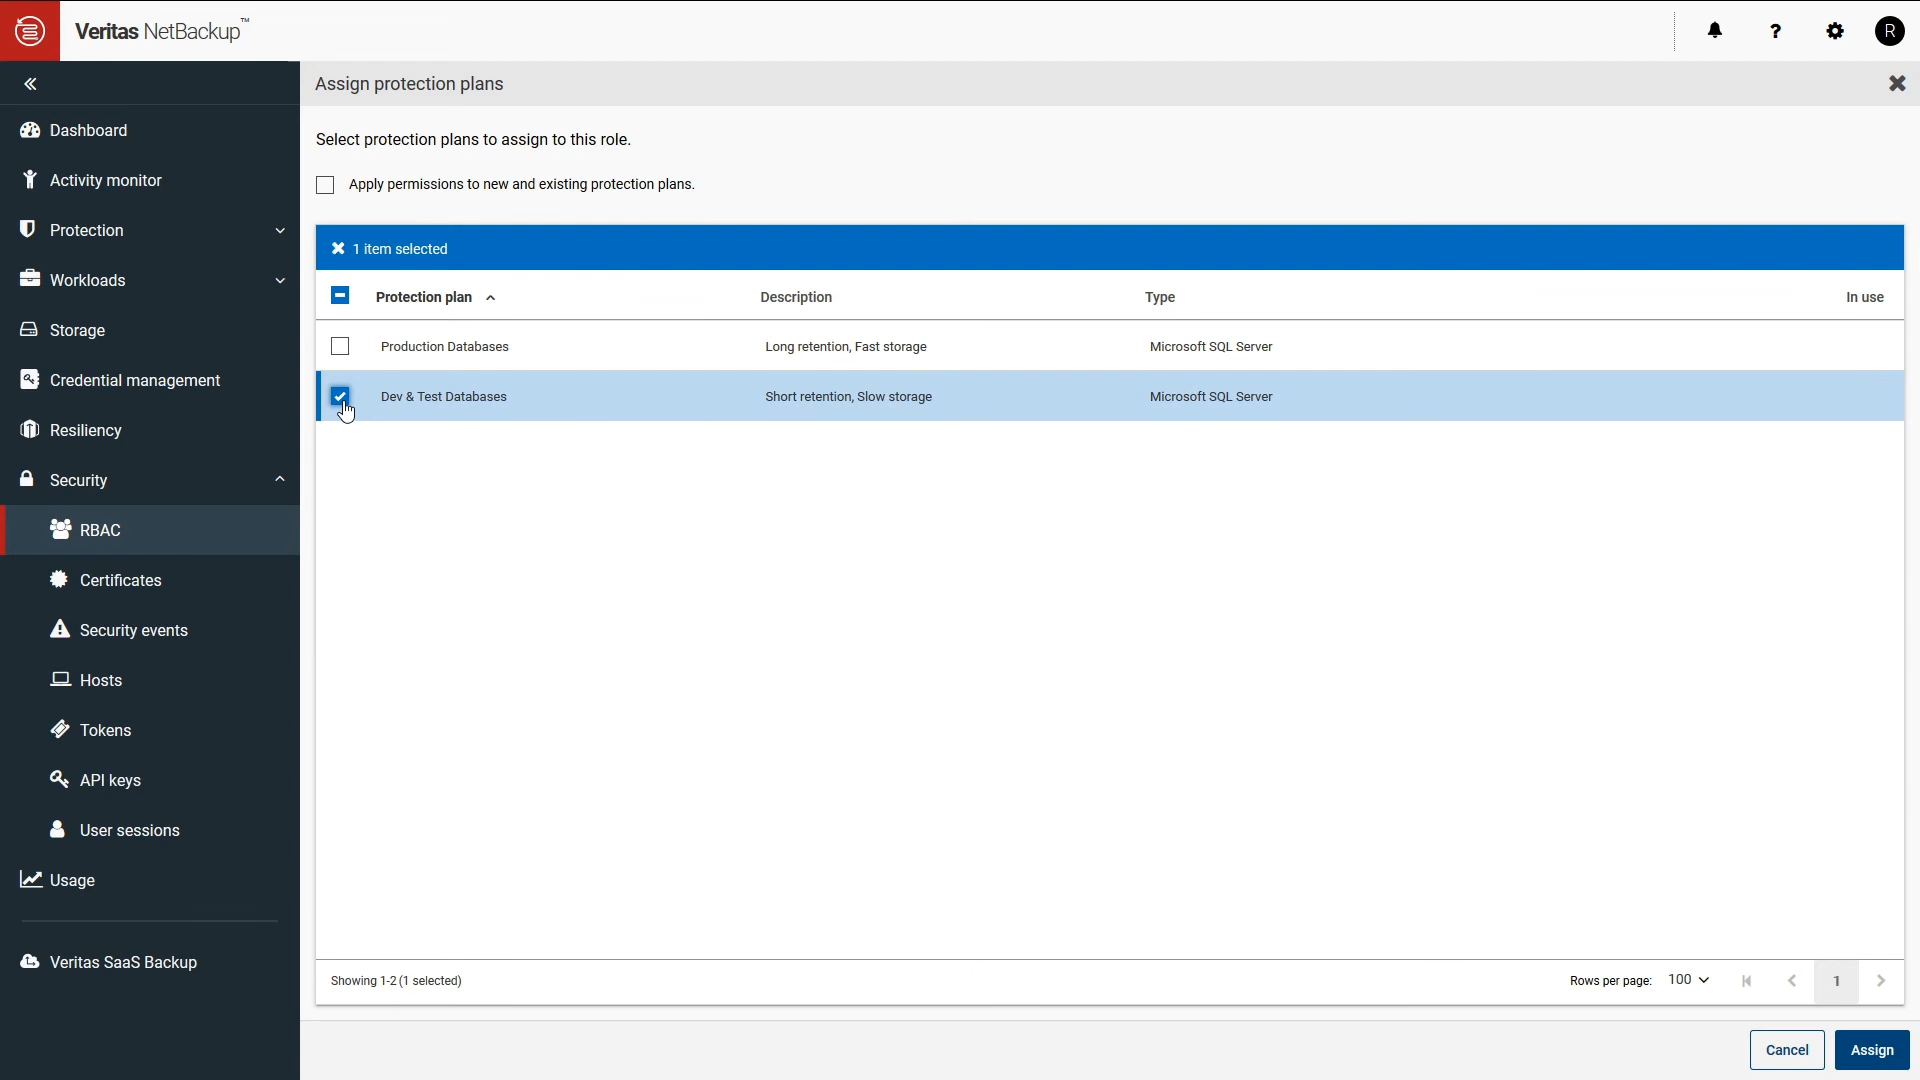 Veritas NetBackup™
?
R
Assign protection plans
Dashboard
Activity monitor
Protection
Workloads
Storage
Credential management
Resiliency
Security
RBAC
Certificates
Security events
Hosts
Tokens
API keys
User sessions
Usage
Veritas SaaS Backup
Select protection plans to assign to this role.
Apply permissions to new and existing protection plans.
1 item selected
Protection plan Description Type In use
Production Databases Long retention, Fast storage Microsoft SQL Server
Dev & Test Databases Short retention, Slow storage Microsoft SQL Server
Showing 1-2 (1 selected) Rows per page: 100 1
Cancel Assign